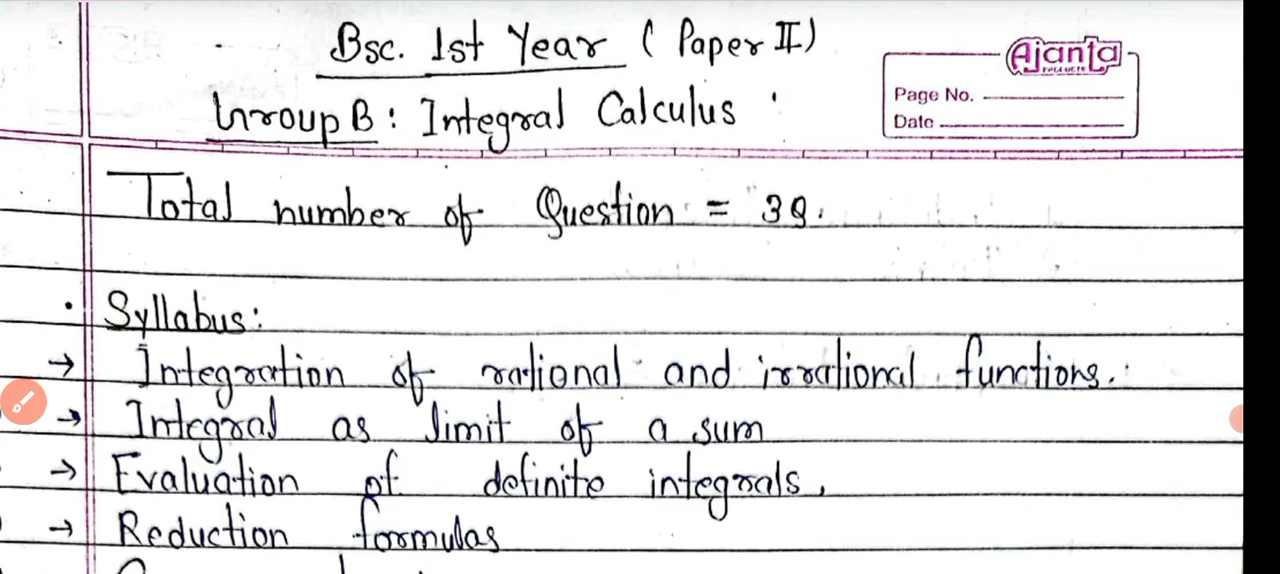 Bsc. 1st Year ( Paper II )
Group B : Integral Calculus
Ajanta
PRODUCTS
Page No.
Date
Total number of Question = 39.
• Syllabus:
→ Integration of rational and irrational functions.
→ Integral as limit of a sum
→ Evaluation of definite integrals.
→ Reduction formulas